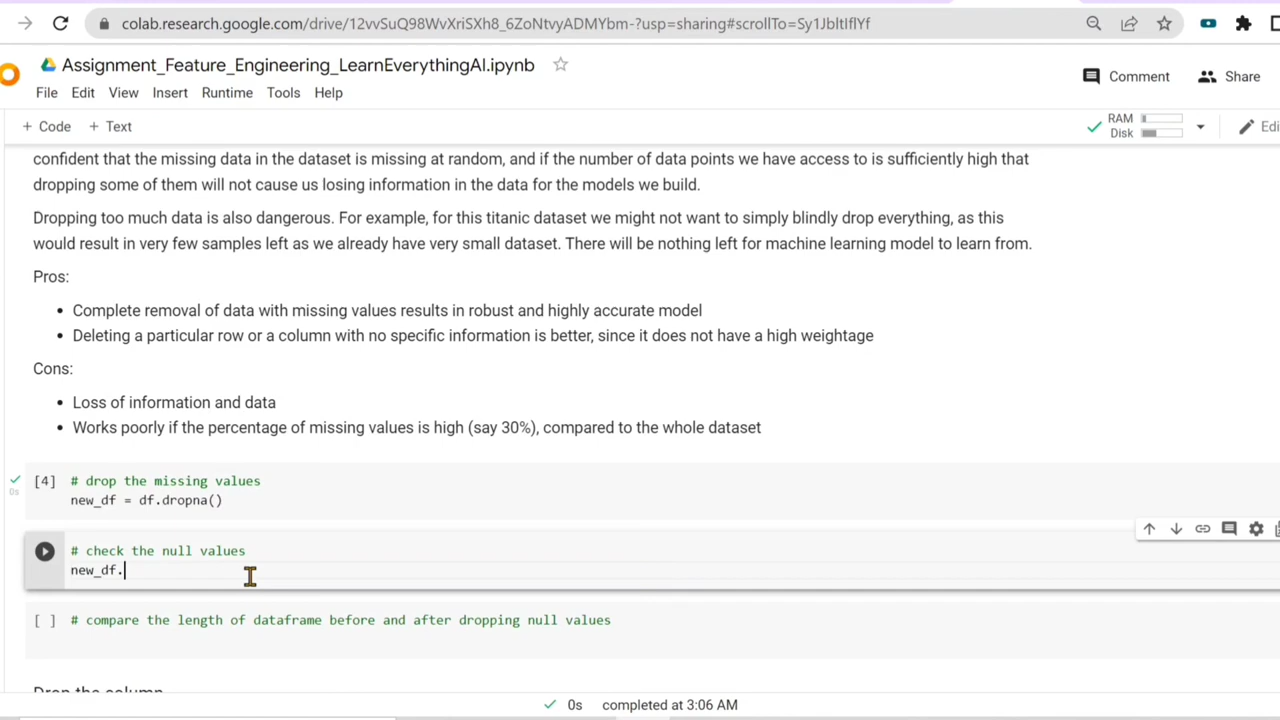 colab.research.google.com/drive/12vvSuQ98WvXriSXh8_6ZoNtvyADMYbm-?usp=sharing#scrollTo=Sy1JbltIflYf
Assignment_Feature_Engineering_LearnEverythingAI.ipynb
Comment
Share
File Edit View Insert Runtime Tools Help
+ Code + Text
RAM
Disk
confident that the missing data in the dataset is missing at random, and if the number of data points we have access to is sufficiently high that
dropping some of them will not cause us losing information in the data for the models we build.
Dropping too much data is also dangerous. For example, for this titanic dataset we might not want to simply blindly drop everything, as this
would result in very few samples left as we already have very small dataset. There will be nothing left for machine learning model to learn from.
Pros:
• Complete removal of data with missing values results in robust and highly accurate model
• Deleting a particular row or a column with no specific information is better, since it does not have a high weightage
Cons:
• Loss of information and data
• Works poorly if the percentage of missing values is high (say 30%), compared to the whole dataset
[4] # drop the missing values
0s new_df = df.dropna()
# check the null values
new_df.
[ ] # compare the length of dataframe before and after dropping null values
Drop the column
0s completed at 3:06 AM